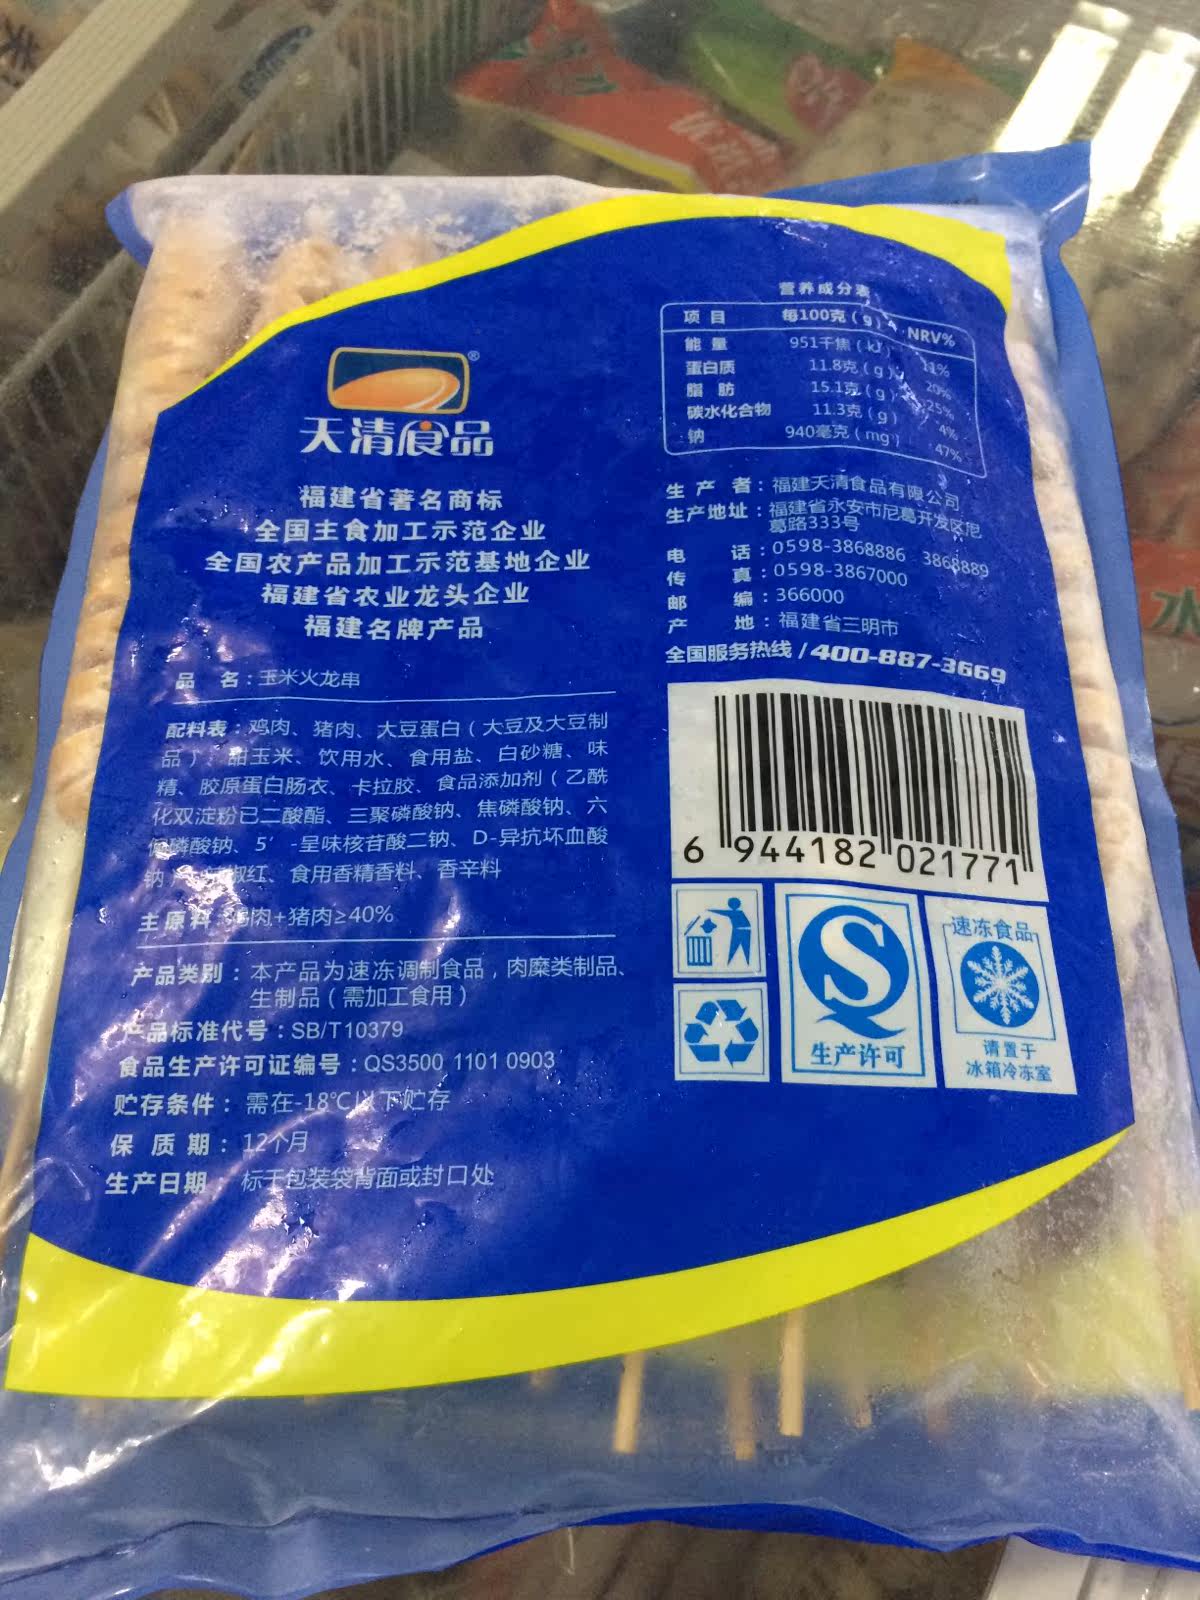 天清食品
®
福建省著名商标
全国主食加工示范企业
全国农产品加工示范基地企业
福建省农业龙头企业
福建名牌产品
品 名：玉米火龙串
配料表：鸡肉、猪肉、大豆蛋白（大豆及大豆制
品）、甜玉米、饮用水、食用盐、白砂糖、味
精、胶原蛋白肠衣、卡拉胶、食品添加剂（乙酰
化双淀粉已二酸酯、三聚磷酸钠、焦磷酸钠、六
偏磷酸钠、5’-呈味核苷酸二钠、D-异抗坏血酸
钠 椒红、食用香精香料、香辛料
主原料 鸡肉+猪肉≥40%
产品类别：本产品为速冻调制食品，肉糜类制品、
生制品（需加工食用）
产品标准代号：SB/T10379
食品生产许可证编号：QS3500 1101 0903
贮存条件：需在-18℃以下贮存
保 质 期：12个月
生产日期：标于包装袋背面或封口处
营养成分表
项 目 每100克（g） NRV%
能 量 951千焦（kJ） 11%
蛋白质 11.8克（g） 20%
脂 肪 15.1克（g） 25%
碳水化合物 11.3克（g） 4%
钠 940毫克（mg） 47%
生 产 者：福建天清食品有限公司
生产地址：福建省永安市尼葛开发区尼
葛路333号
电 话：0598-3868886 3868889
传 真：0598-3867000
邮 编：366000
产 地：福建省三明市
全国服务热线/400-887-3669
6 944182 021771
生产许可
速冻食品
请置于
冰箱冷冻室